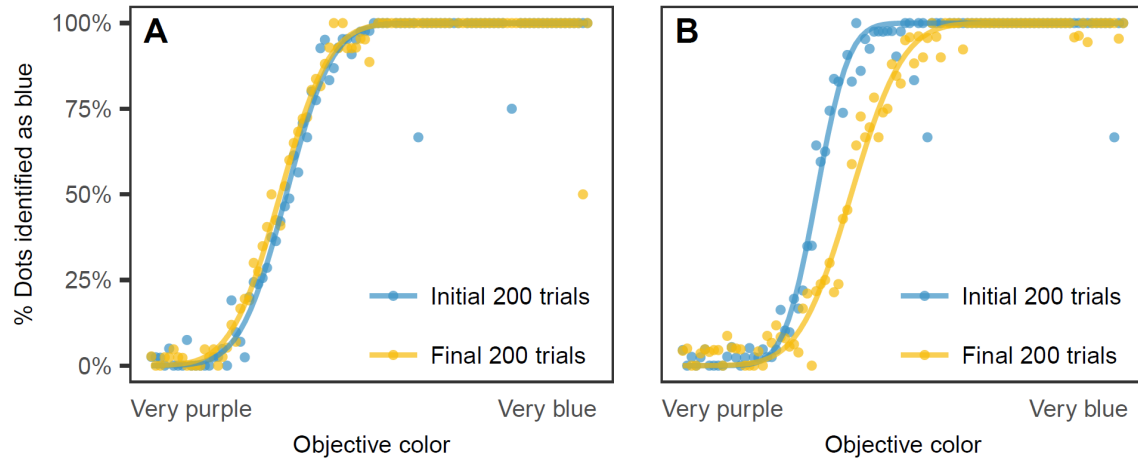 A
B
% Dots identified as blue
100%
75%
50%
25%
0%
Initial 200 trials
Final 200 trials
Initial 200 trials
Final 200 trials
Very purple
Very blue
Very purple
Very blue
Objective color
Objective color